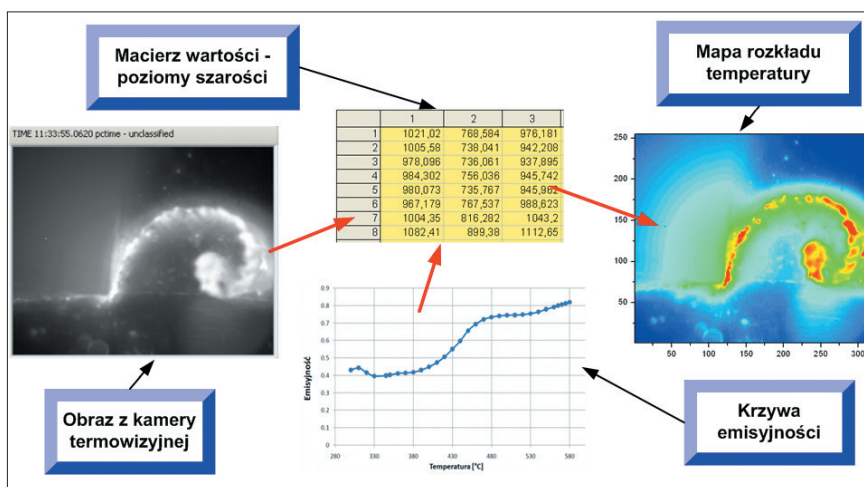 Macierz wartości -
poziomy szarości
Mapa rozkładu
temperatury
TIME 11:33:55.0620 pctime - unclassified
1 2 3
1 1021,02 768,584 976,181
2 1005,58 738,041 942,208
3 978,096 736,061 937,895
4 984,302 756,036 945,742
5 980,073 735,767 945,962
6 967,179 767,537 988,623
7 1004,35 816,282 1043,2
8 1082,41 899,38 1112,65
250
200
150
100
50
50 100 150 200 250 300
0.9
0.8
0.7
0.6
0.5
0.4
0.3
0.2
0.1
0
Emisyjność
280 330 380 430 480 530 580
Temperatura [°C]
Obraz z kamery
termowizyjnej
Krzywa
emisyjności